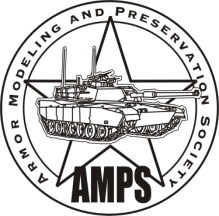 ARMOR MODELING AND PRESERVATION SOCIETY
AMPS